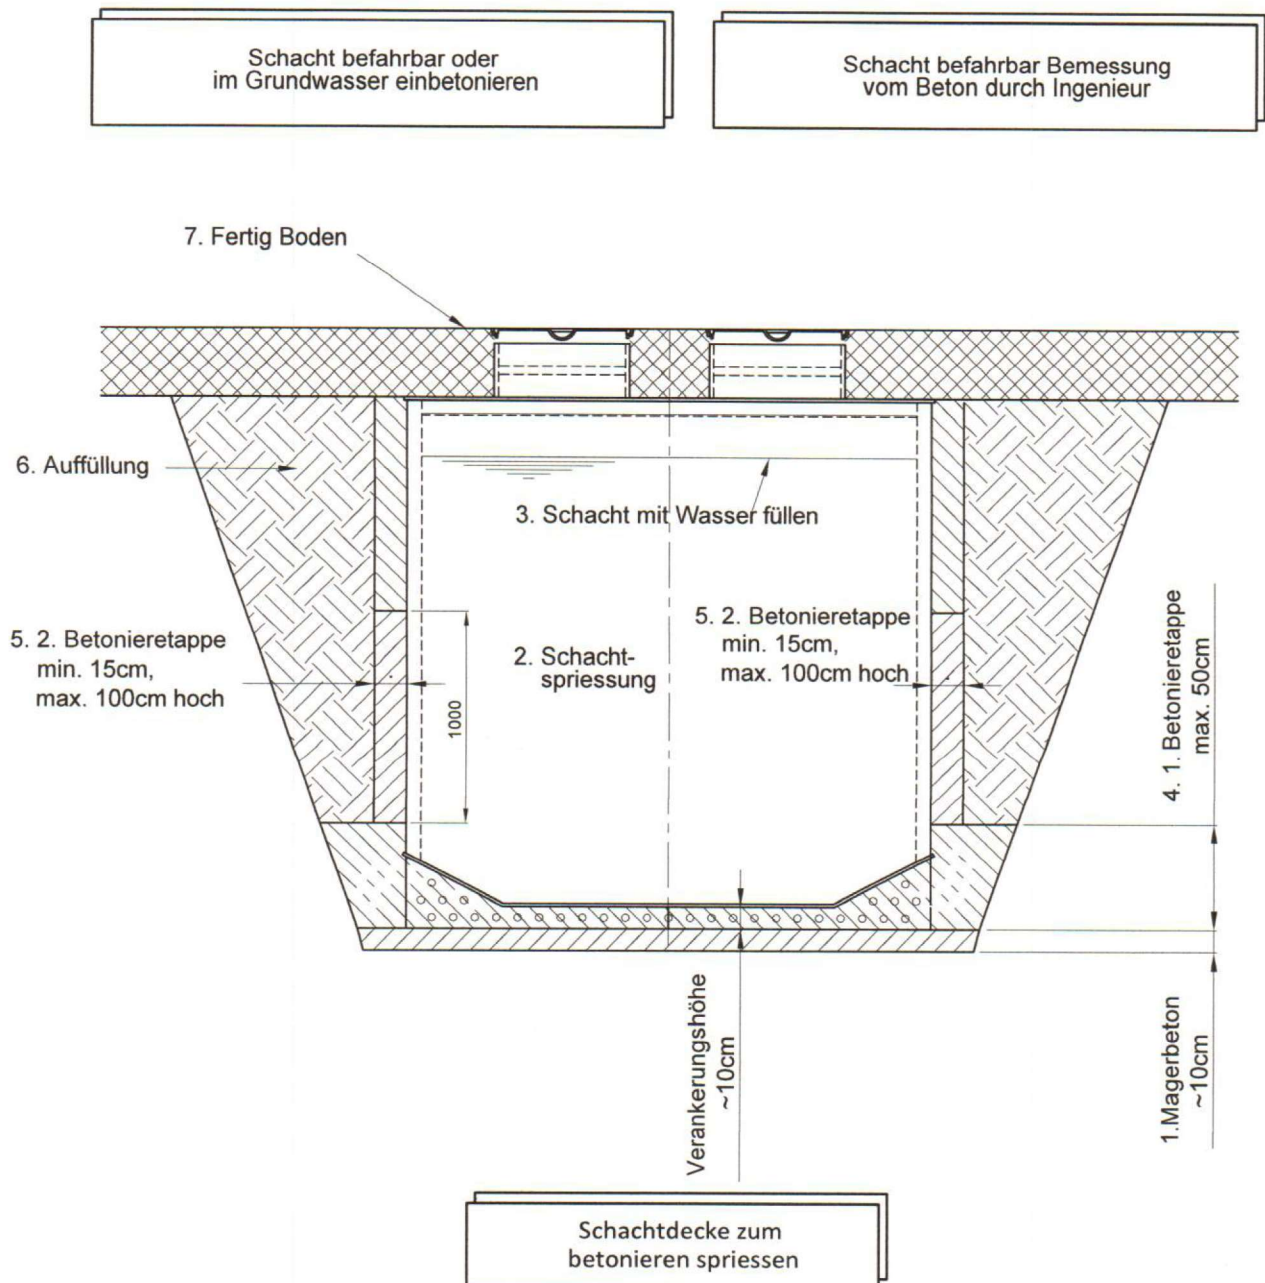 Schacht befahrbar oder
im Grundwasser einbetonieren
Schacht befahrbar Bemessung
vom Beton durch Ingenieur
7. Fertig Boden
6. Auffüllung
3. Schacht mit Wasser füllen
5. 2. Betonieretappe
min. 15cm,
max. 100cm hoch
1000
2. Schacht-
spriessung
5. 2. Betonieretappe
min. 15cm,
max. 100cm hoch
4. 1. Betonieretappe
max. 50cm
Verankerungshöhe
~10cm
1.Magerbeton
~10cm
Schachtdecke zum
betonieren spriessen